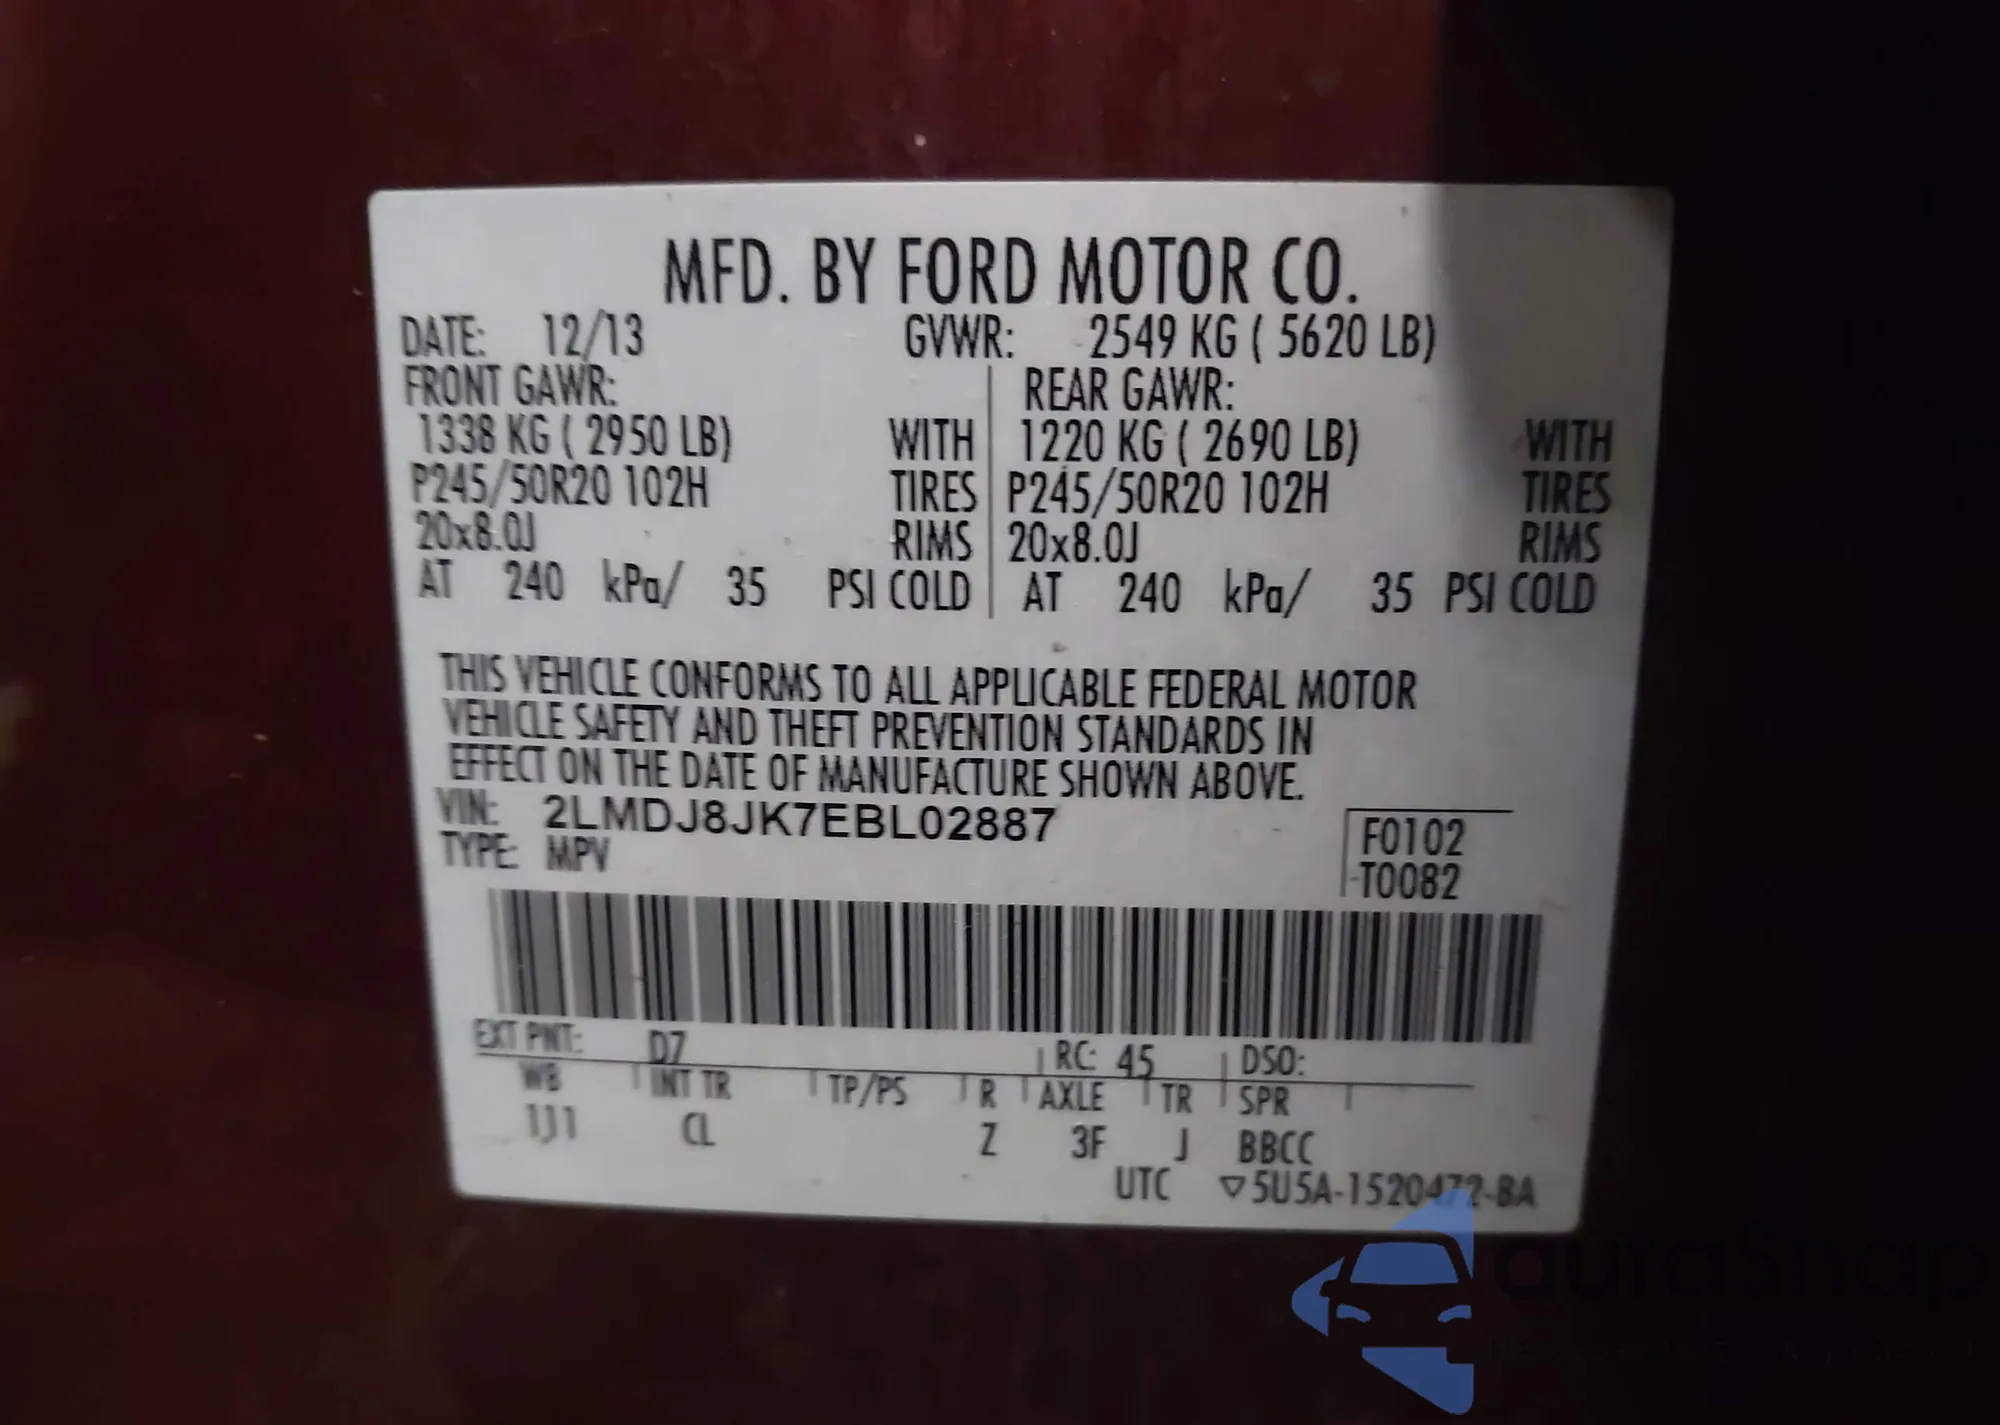 MFD. BY FORD MOTOR CO.
DATE: 12/13 GVWR: 2549 KG ( 5620 LB)
FRONT GAWR: REAR GAWR:
1338 KG ( 2950 LB) WITH 1220 KG ( 2690 LB) WITH
P245/50R20 102H TIRES P245/50R20 102H TIRES
20x8.0J RIMS 20x8.0J RIMS
AT 240 kPa/ 35 PSI COLD AT 240 kPa/ 35 PSI COLD
THIS VEHICLE CONFORMS TO ALL APPLICABLE FEDERAL MOTOR
VEHICLE SAFETY AND THEFT PREVENTION STANDARDS IN
EFFECT ON THE DATE OF MANUFACTURE SHOWN ABOVE.
VIN: 2LMDJ8JK7EBL02887
TYPE: MPV
F0102
T0082
EXT PNT: D7 RC: 45 DSO:
WB INT TR TP/PS R AXLE TR SPR
1J1 CL Z 3F J BBCC
UTC ▽5U5A-1520472-BA
auraSnap